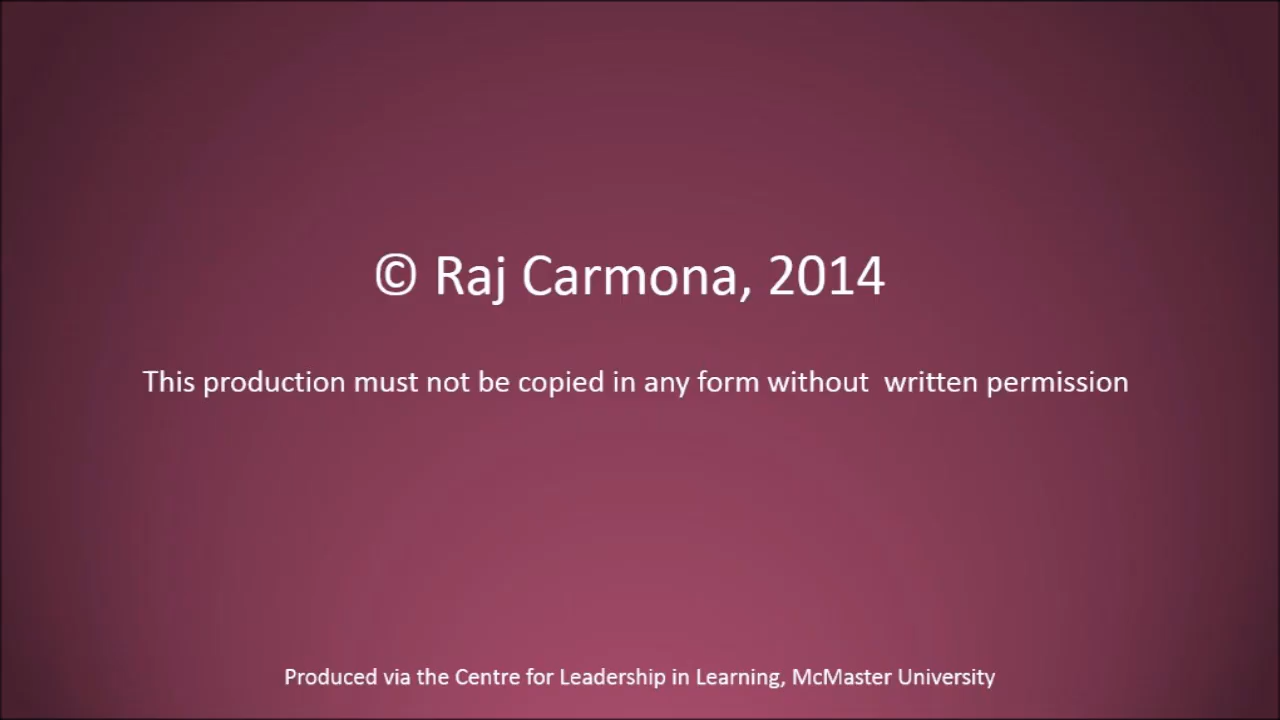 © Raj Carmona, 2014
This production must not be copied in any form without  written permission
Produced via the Centre for Leadership in Learning, McMaster University